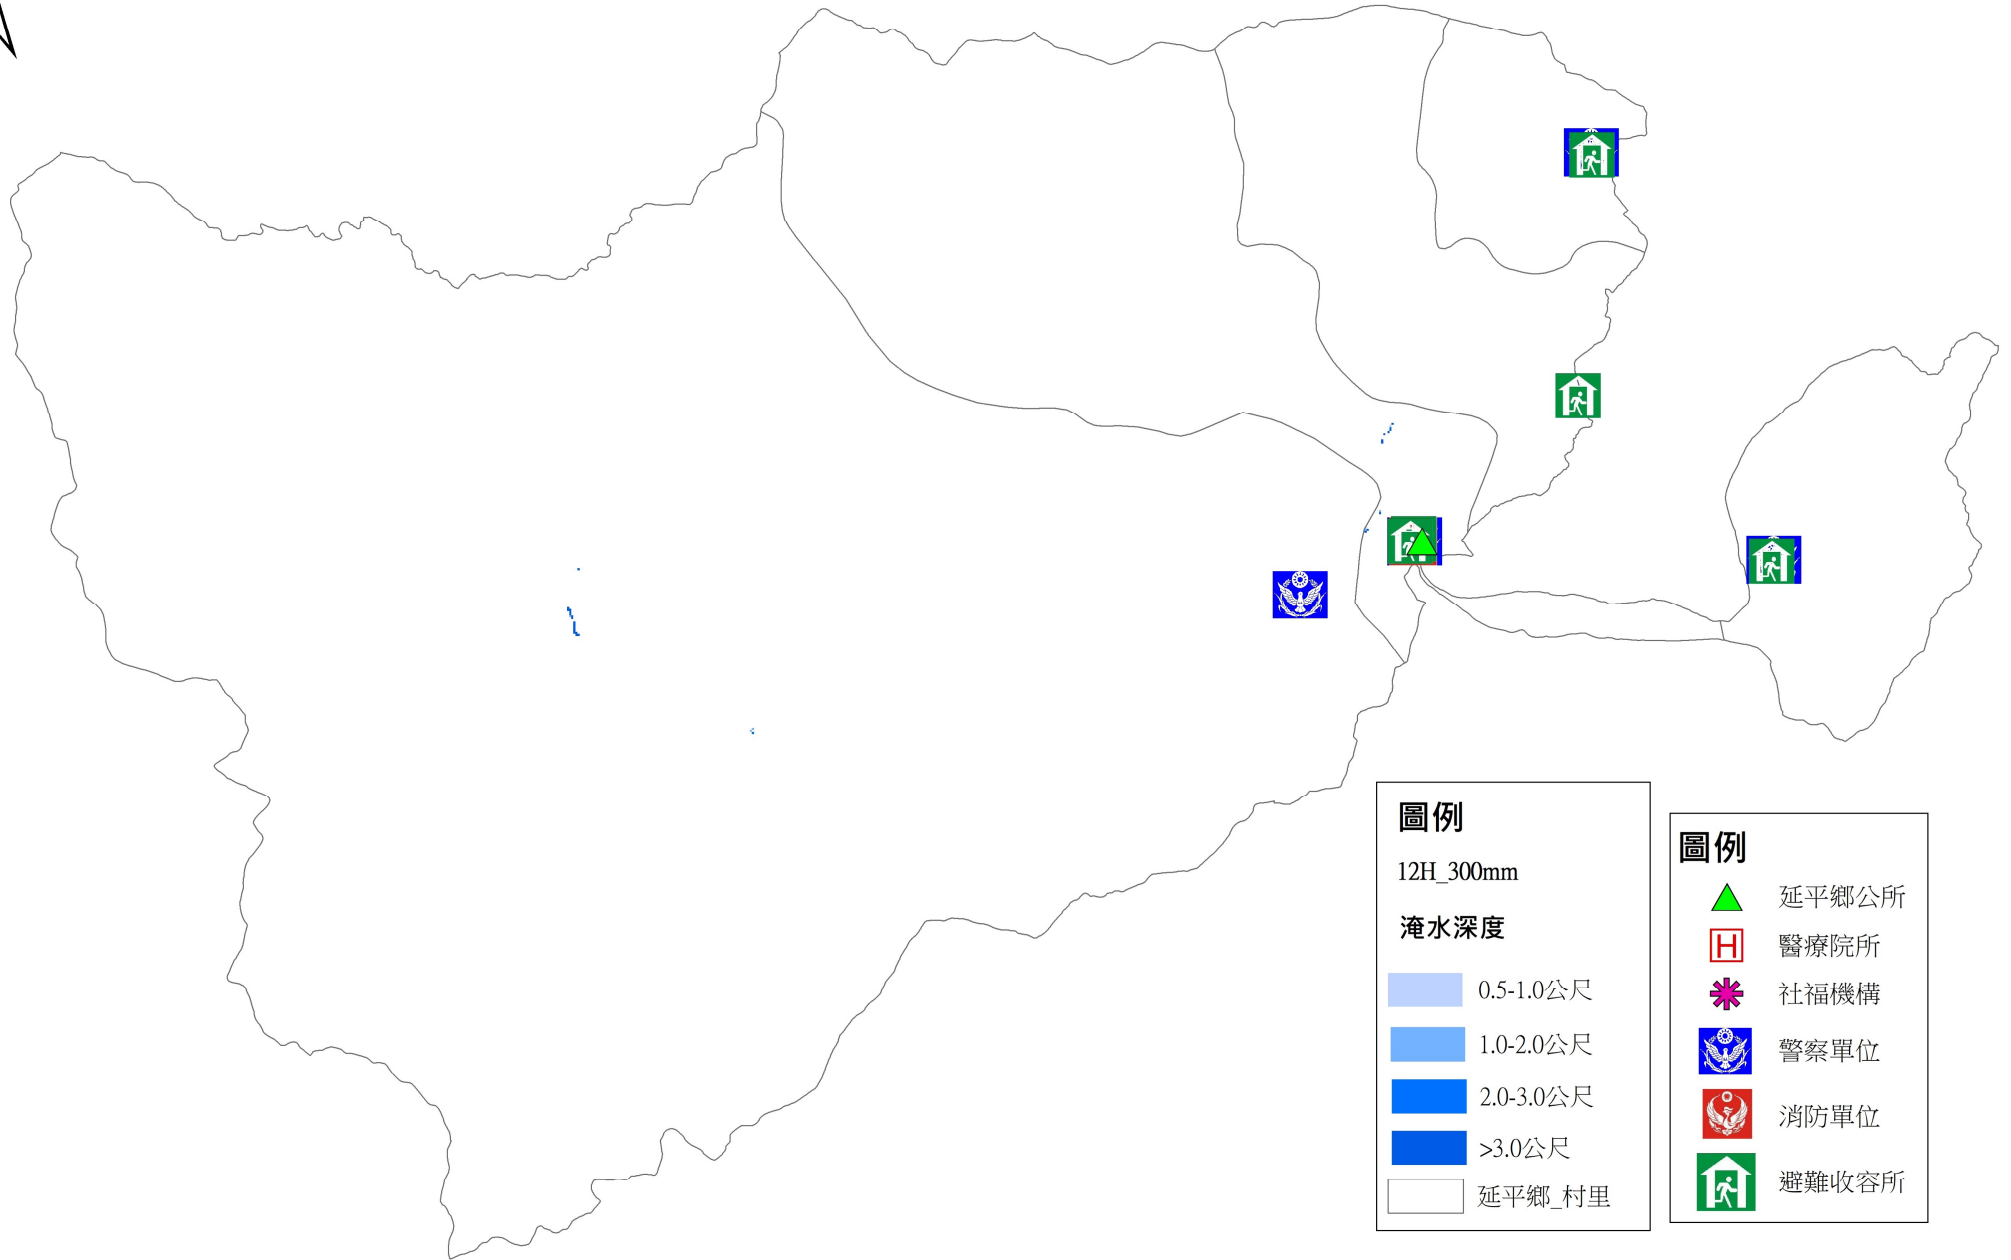 圖例
12H_300mm
淹水深度
0.5-1.0公尺
1.0-2.0公尺
2.0-3.0公尺
>3.0公尺
延平鄉_村里
圖例
延平鄉公所
醫療院所
社福機構
警察單位
消防單位
避難收容所